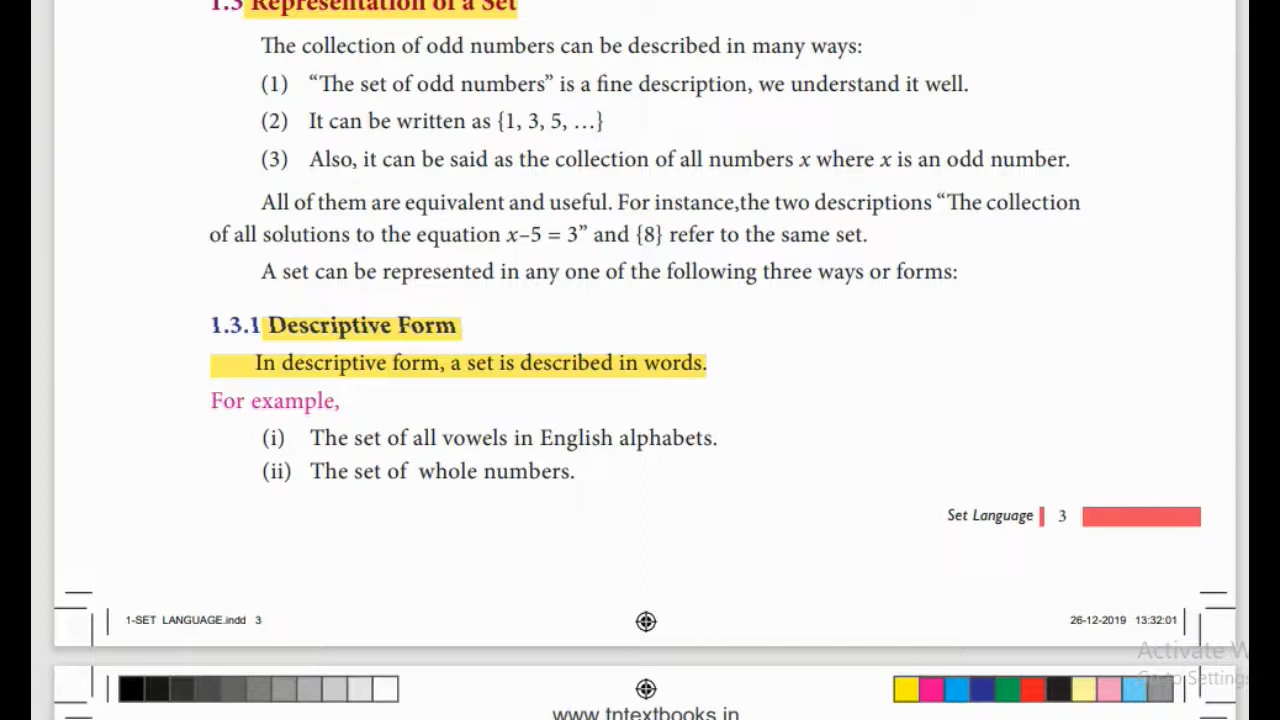 1.3 Representation of a Set
The collection of odd numbers can be described in many ways:
(1) “The set of odd numbers” is a fine description, we understand it well.
(2) It can be written as {1, 3, 5, …}
(3) Also, it can be said as the collection of all numbers x where x is an odd number.
All of them are equivalent and useful. For instance,the two descriptions “The collection
of all solutions to the equation x–5 = 3” and {8} refer to the same set.
A set can be represented in any one of the following three ways or forms:
1.3.1 Descriptive Form
In descriptive form, a set is described in words.
For example,
(i) The set of all vowels in English alphabets.
(ii) The set of whole numbers.
Set Language 3
1-SET LANGUAGE.indd 3
26-12-2019 13:32:01
Activate W
Go to Settings
www.tntextbooks.in